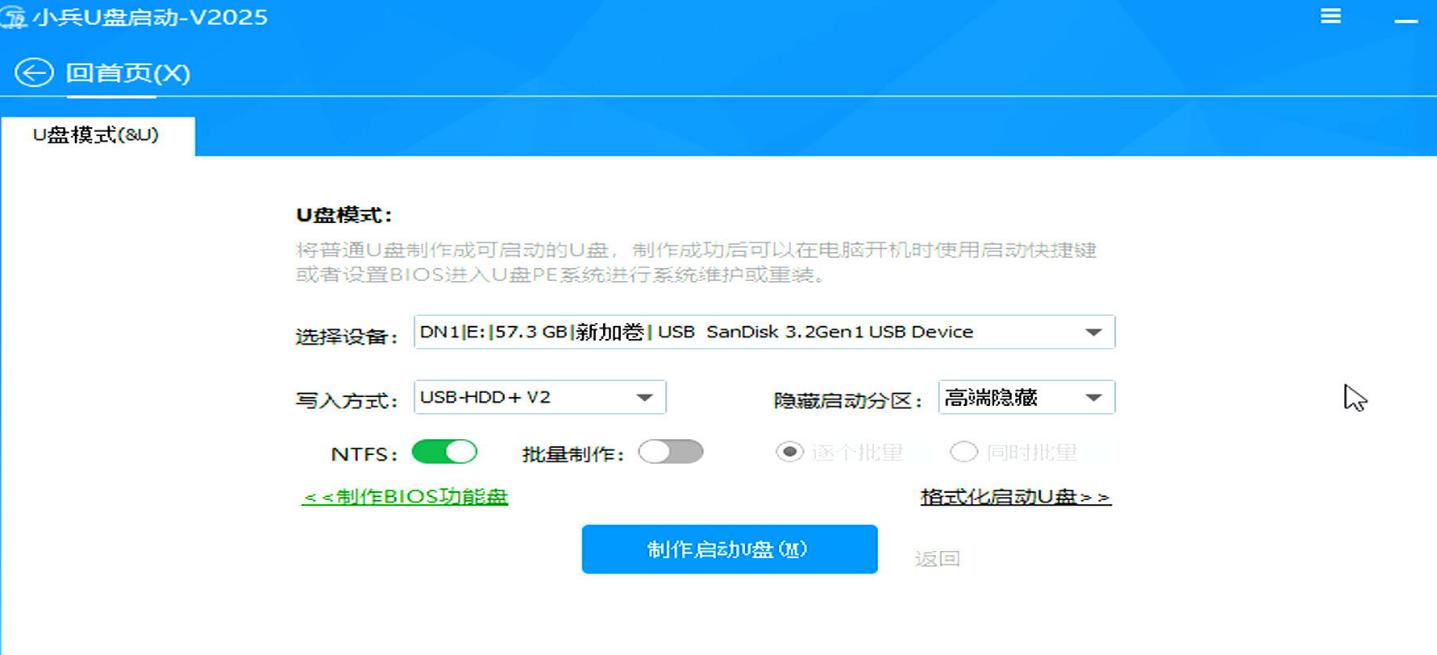 小兵U盘启动-V2025
回首页(X)
U盘模式(&U)
U盘模式：
将普通U盘制作成可启动的U盘，制作成功后可以在电脑开机时使用启动快捷键
或者设置BIOS进入U盘PE系统进行系统维护或重装。
选择设备： DN1|E:|57.3 GB|新加卷| USB SanDisk 3.2Gen1 USB Device
写入方式： USB-HDD+ V2 隐藏启动分区： 高端隐藏
NTFS： 批量制作： 逐个批量 同时批量
<<制作BIOS功能盘 格式化启动U盘>>
制作启动U盘(M) 返回